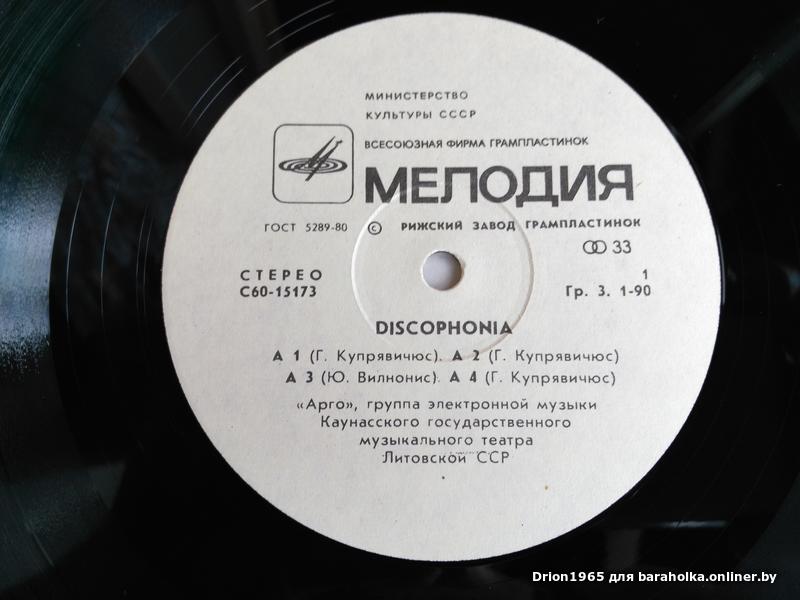 МИНИСТЕРСТВО
КУЛЬТУРЫ СССР
ВСЕСОЮЗНАЯ ФИРМА ГРАМПЛАСТИНОК
МЕЛОДИЯ
ГОСТ 5289-80 © РИЖСКИЙ ЗАВОД ГРАМПЛАСТИНОК
33
СТЕРЕО 1
С60-15173 Гр. 3. 1-90
DISCOPHONIA
А 1 (Г. Купрявичюс). А 2 (Г. Купрявичюс)
А 3 (Ю. Вилнонис). А 4 (Г. Купрявичюс)
«Арго», группа электронной музыки
Каунасского государственного
музыкального театра
Литовской ССР
Drion1965 для baraholka.onliner.by